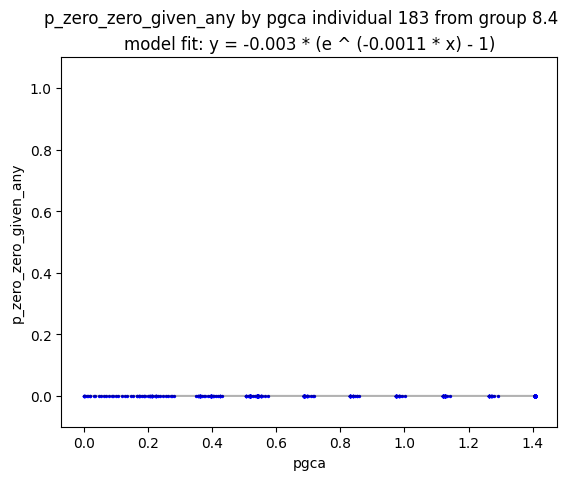 p_zero_zero_given_any by pgca individual 183 from group 8.4
model fit: y = -0.003 * (e ^ (-0.0011 * x) - 1)
1.0
0.8
0.6
0.4
0.2
0.0
p_zero_zero_given_any
0.0 0.2 0.4 0.6 0.8 1.0 1.2 1.4
pgca